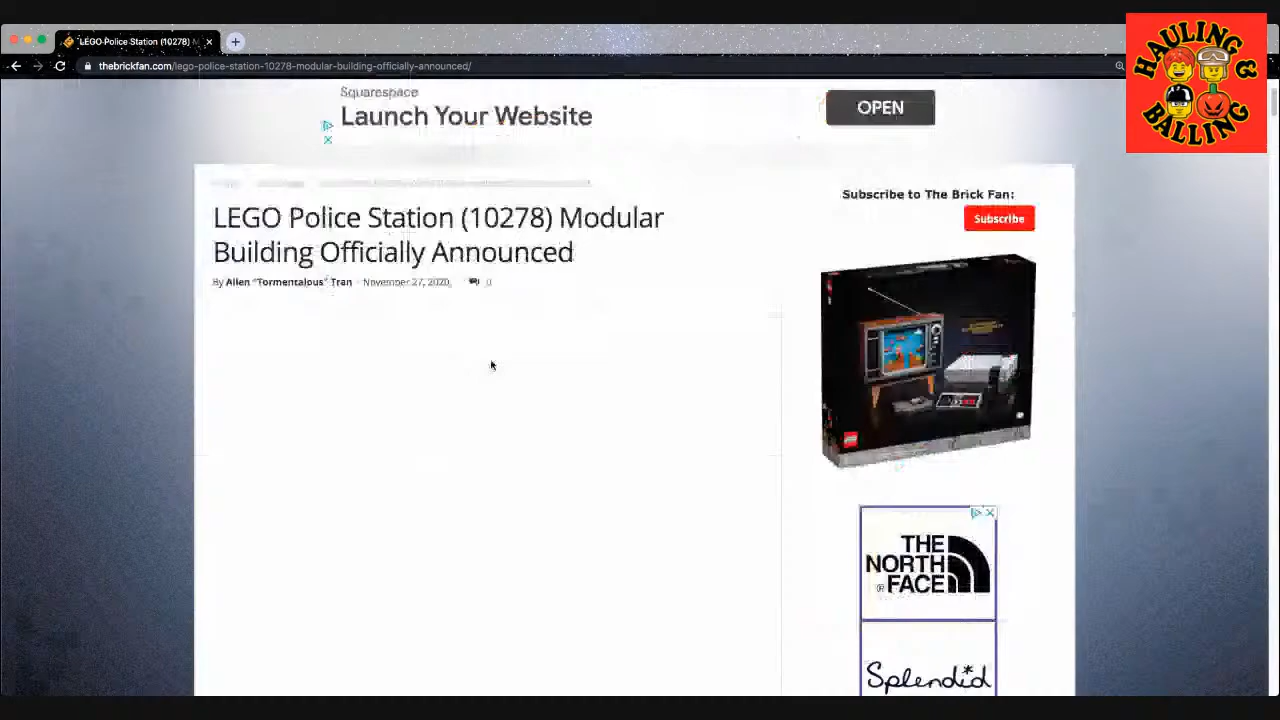 LEGO Police Station (10278) M
thebrickfan.com/lego-police-station-10278-modular-building-officially-announced/
HAULING &
BALLING
Squarespace
Launch Your Website
OPEN
LEGO Police Station (10278) Modular
Building Officially Announced
By Allen "Tormentalous" Tran - November 27, 2020, 0
Subscribe to The Brick Fan:
Subscribe
THE
NORTH
FACE
Splendid